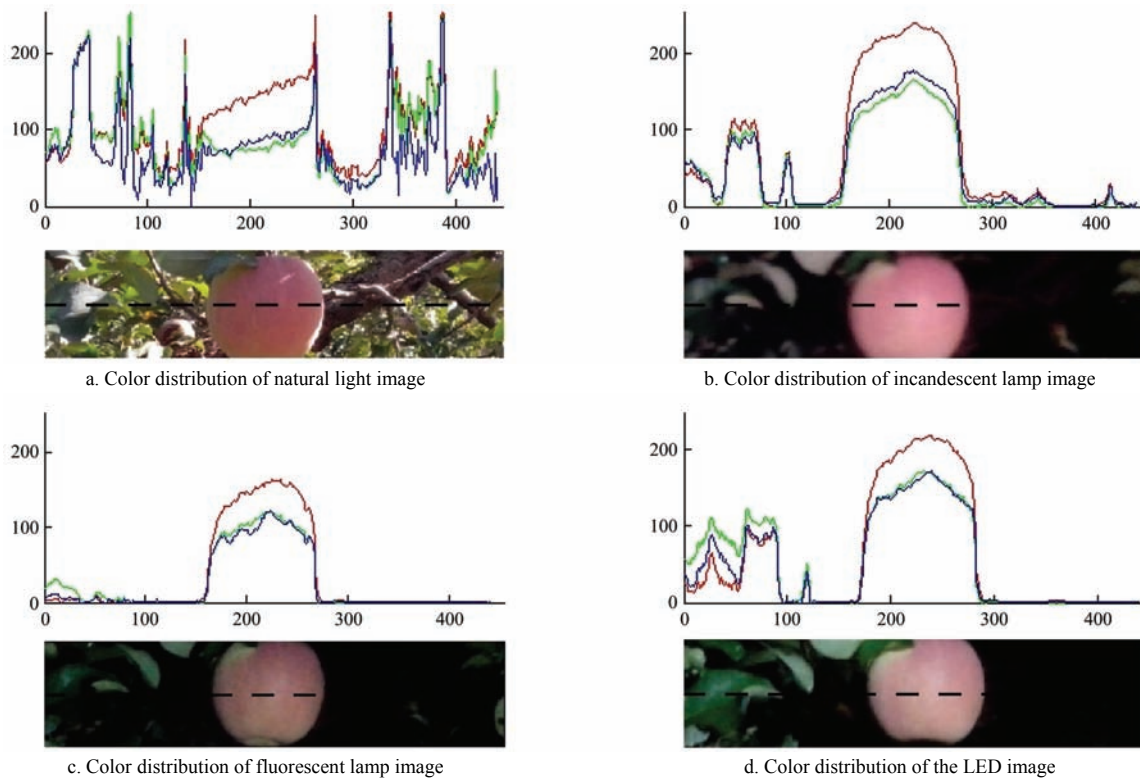 200
100
0
0 100 200 300 400
a. Color distribution of natural light image
200
100
0
0 100 200 300 400
b. Color distribution of incandescent lamp image
200
100
0
0 100 200 300 400
c. Color distribution of fluorescent lamp image
200
100
0
0 100 200 300 400
d. Color distribution of the LED image